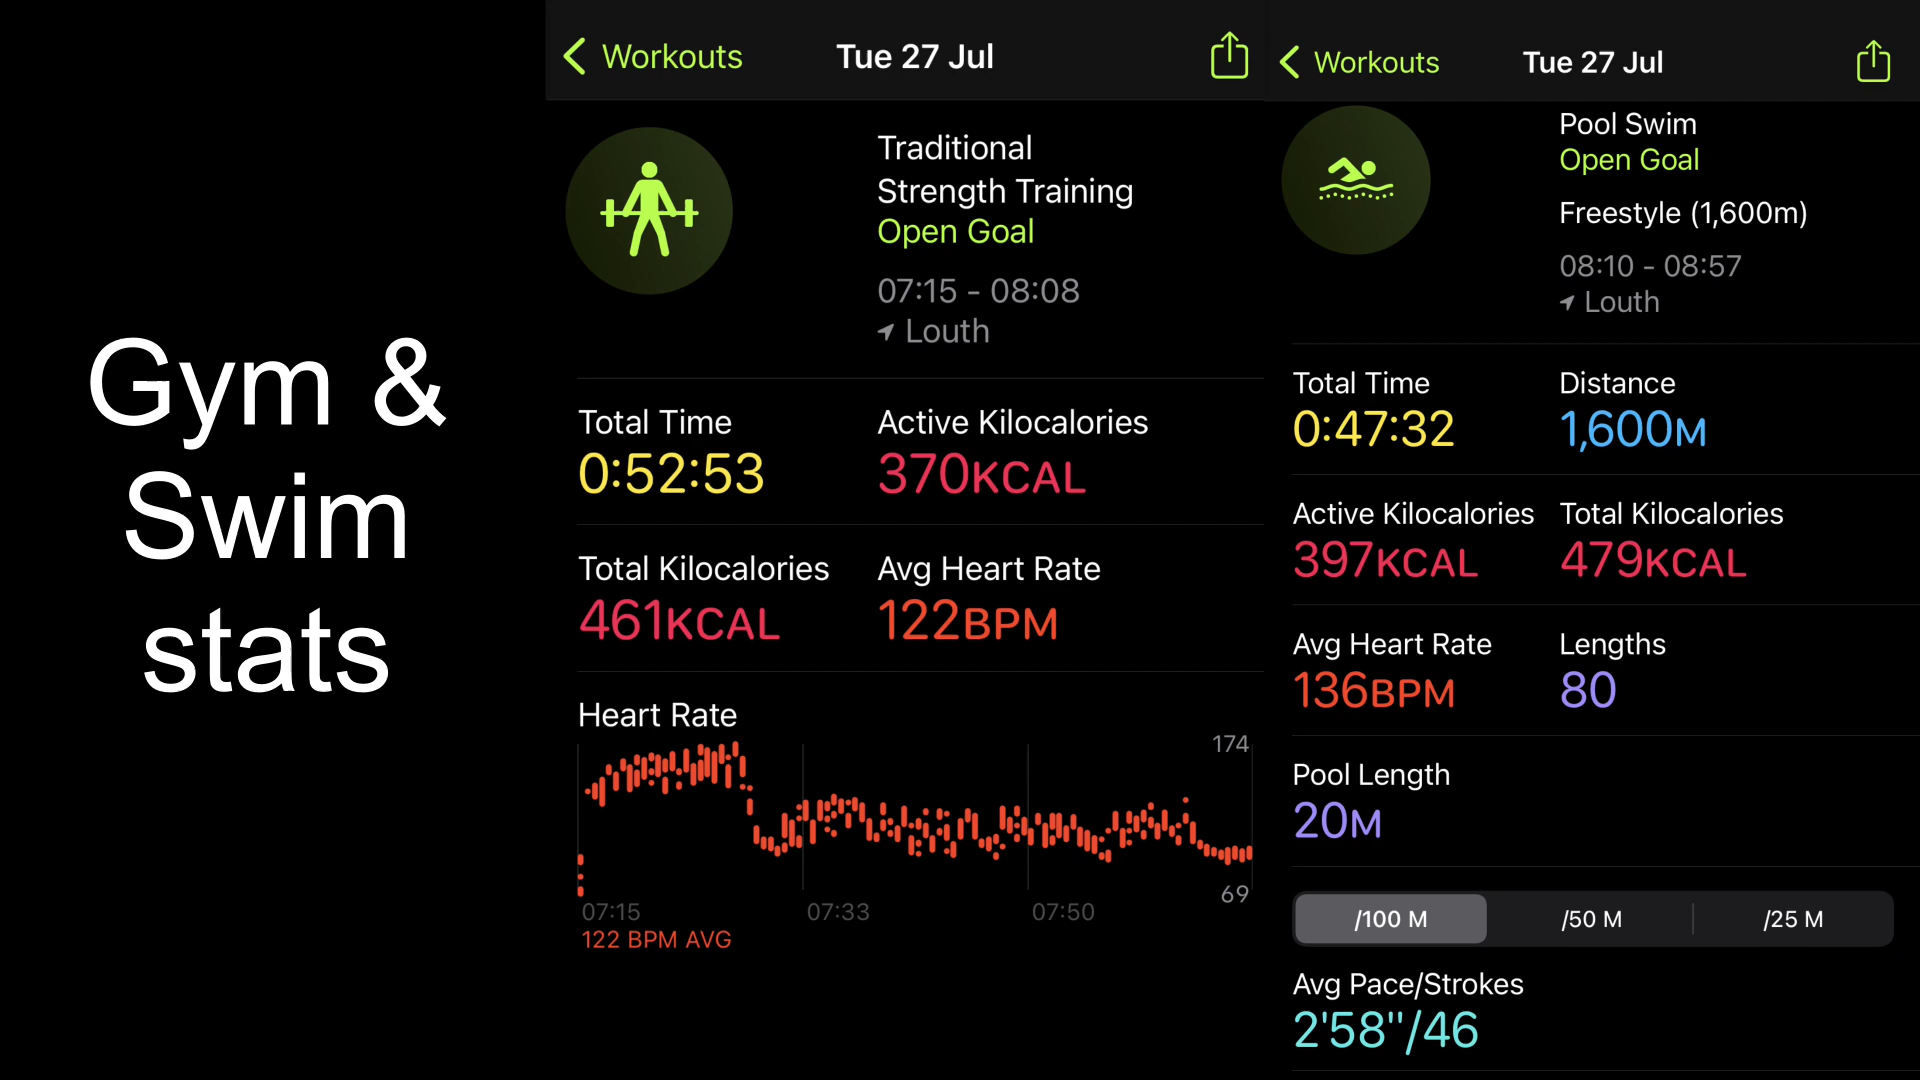 Gym &
Swim
stats
Workouts
Tue 27 Jul
Traditional
Strength Training
Open Goal
07:15 - 08:08
Louth
Total Time
Active Kilocalories
0:52:53
370KCAL
Total Kilocalories
Avg Heart Rate
461KCAL
122BPM
Heart Rate
174
69
07:15
07:33
07:50
122 BPM AVG
Workouts
Tue 27 Jul
Pool Swim
Open Goal
Freestyle (1,600m)
08:10 - 08:57
Louth
Total Time
Distance
0:47:32
1,600M
Active Kilocalories
Total Kilocalories
397KCAL
479KCAL
Avg Heart Rate
Lengths
136BPM
80
Pool Length
20M
/100 M
/50 M
/25 M
Avg Pace/Strokes
2'58"/46